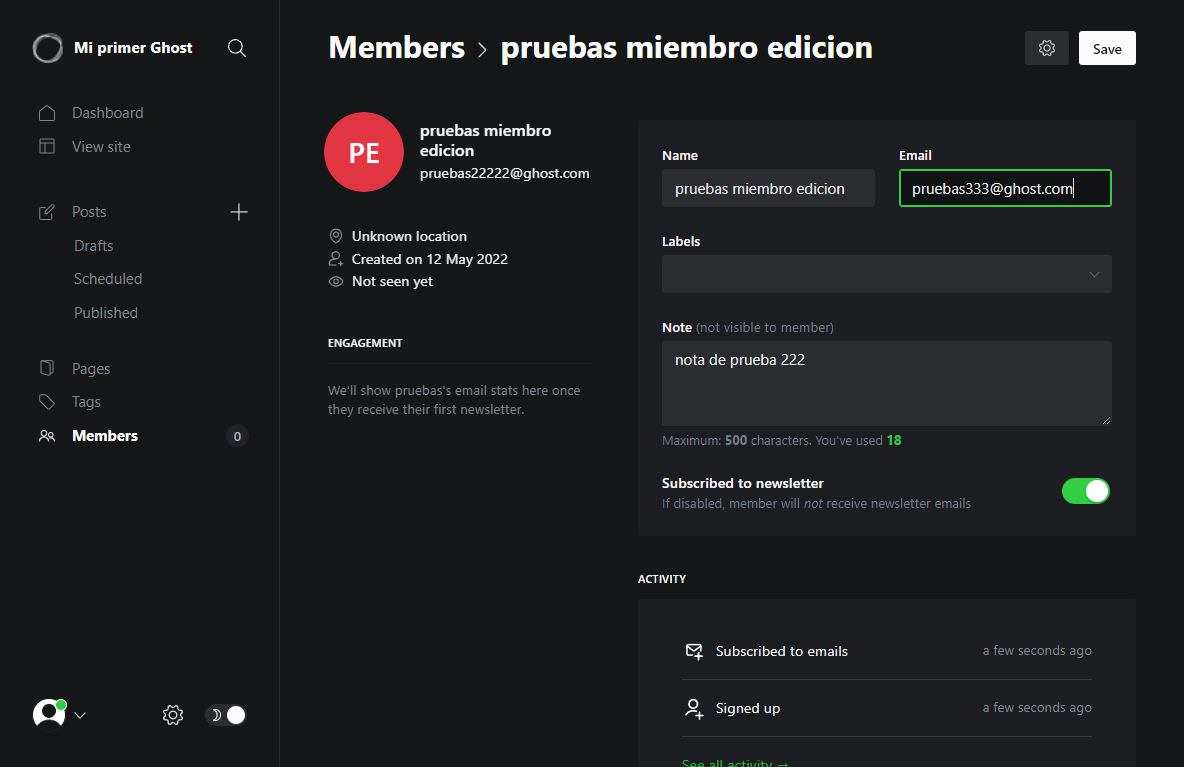 Mi primer Ghost
Dashboard
View site
Posts
Drafts
Scheduled
Published
Pages
Tags
Members
0
Members > pruebas miembro edicion
Save
PE
pruebas miembro
edicion
pruebas22222@ghost.com
Unknown location
Created on 12 May 2022
Not seen yet
ENGAGEMENT
We'll show pruebas's email stats here once
they receive their first newsletter.
Name
pruebas miembro edicion
Email
pruebas333@ghost.com
Labels
Note (not visible to member)
nota de prueba 222
Maximum: 500 characters. You've used 18
Subscribed to newsletter
If disabled, member will not receive newsletter emails
ACTIVITY
Subscribed to emails
a few seconds ago
Signed up
a few seconds ago
See all activity →